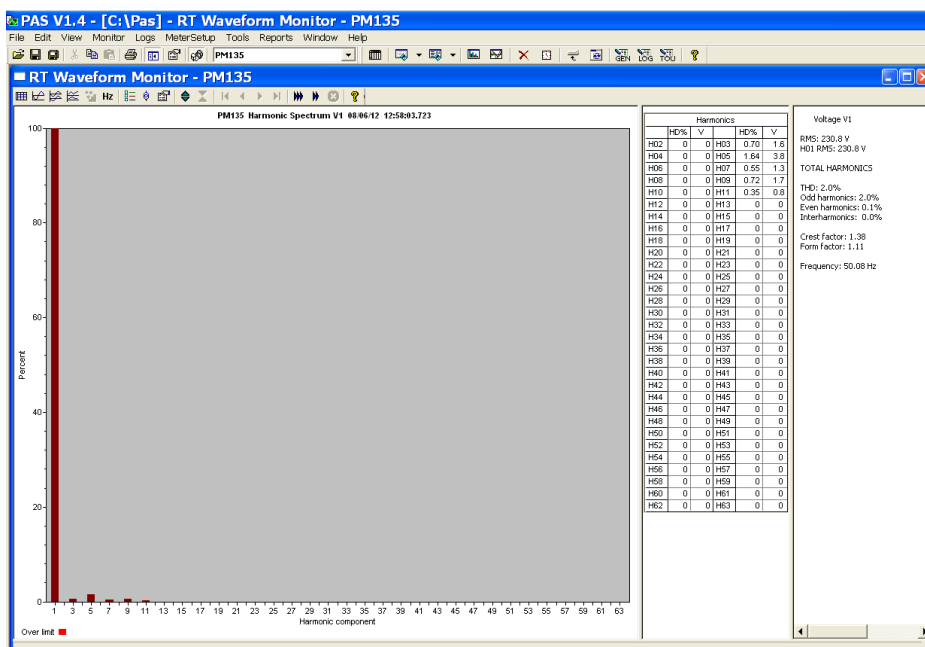 PAS V1.4 - [C:\Pas] - RT Waveform Monitor - PM135
File Edit View Monitor Logs MeterSetup Tools Reports Window Help
PM135 GEN LOG TOU
RT Waveform Monitor - PM135
Hz
PM135 Harmonic Spectrum V1 08/06/12 12:58:03.723
100
80
60
40
20
0
Percent
1 3 5 7 9 11 13 15 17 19 21 23 25 27 29 31 33 35 37 39 41 43 45 47 49 51 53 55 57 59 61 63
Harmonic component
Over limit
Harmonics
HD% V HD% V
H02 0 0 H03 0.70 1.6
H04 0 0 H05 1.64 3.8
H06 0 0 H07 0.55 1.3
H08 0 0 H09 0.72 1.7
H10 0 0 H11 0.35 0.8
H12 0 0 H13 0 0
H14 0 0 H15 0 0
H16 0 0 H17 0 0
H18 0 0 H19 0 0
H20 0 0 H21 0 0
H22 0 0 H23 0 0
H24 0 0 H25 0 0
H26 0 0 H27 0 0
H28 0 0 H29 0 0
H30 0 0 H31 0 0
H32 0 0 H33 0 0
H34 0 0 H35 0 0
H36 0 0 H37 0 0
H38 0 0 H39 0 0
H40 0 0 H41 0 0
H42 0 0 H43 0 0
H44 0 0 H45 0 0
H46 0 0 H47 0 0
H48 0 0 H49 0 0
H50 0 0 H51 0 0
H52 0 0 H53 0 0
H54 0 0 H55 0 0
H56 0 0 H57 0 0
H58 0 0 H59 0 0
H60 0 0 H61 0 0
H62 0 0 H63 0 0
Voltage V1
RMS: 230.8 V
H01 RMS: 230.8 V
TOTAL HARMONICS
THD: 2.0%
Odd harmonics: 2.0%
Even harmonics: 0.1%
Interharmonics: 0.0%
Crest factor: 1.38
Form factor: 1.11
Frequency: 50.08 Hz